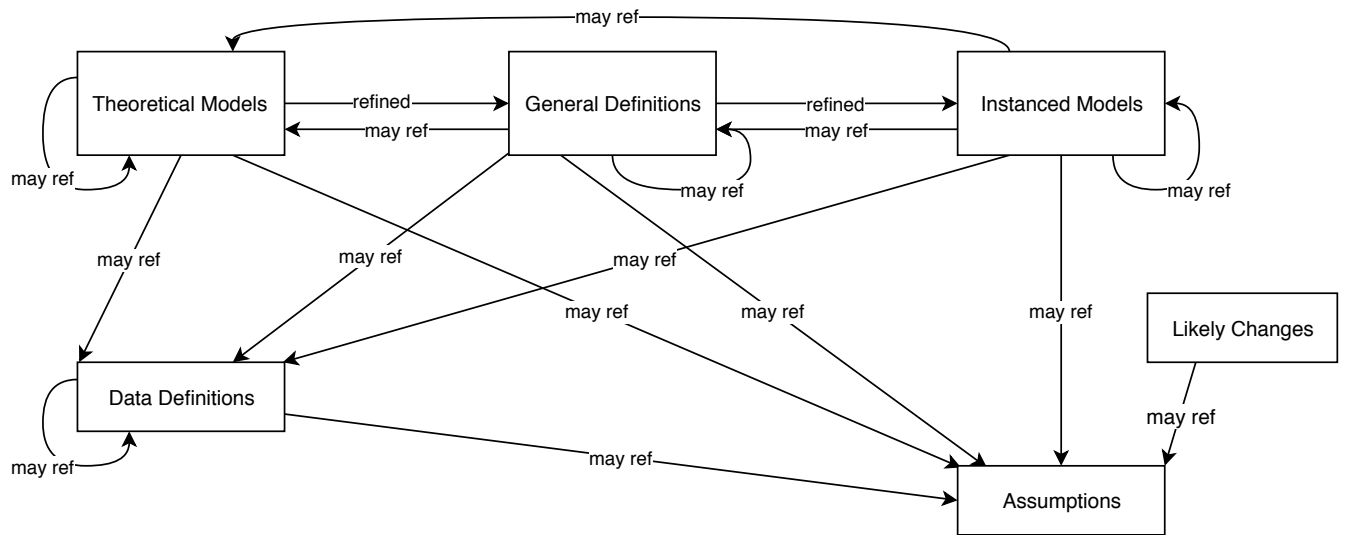 may ref
Theoretical Models
refined
General Definitions
refined
Instanced Models
may ref
may ref
may ref
may ref
may ref
may ref
may ref
may ref
may ref
may ref
may ref
may ref
Likely Changes
Data Definitions
may ref
may ref
may ref
Assumptions